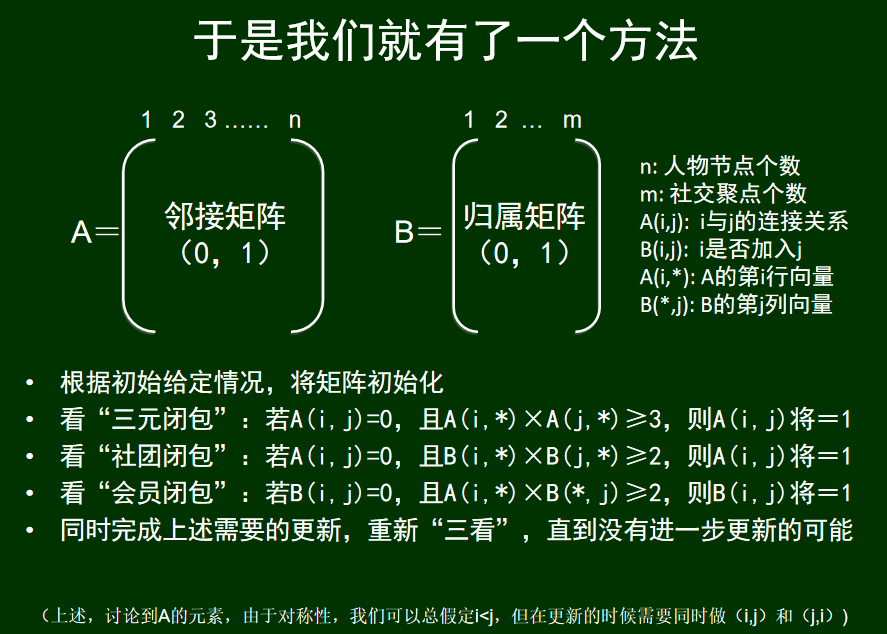 于是我们就有了一个方法
1 2 3 …… n
1 2 … m
A＝
邻接矩阵
（0, 1）
B＝
归属矩阵
（0, 1）
n: 人物节点个数
m: 社交聚点个数
A(i,j): i与j的连接关系
B(i,j): i是否加入j
A(i,*): A的第i行向量
B(*,j): B的第j列向量
• 根据初始给定情况，将矩阵初始化
• 看“三元闭包”：若A(i,j)=0，且A(i,*)×A(j,*)≥3，则A(i,j)将＝1
• 看“社团闭包”：若A(i,j)=0，且B(i,*)×B(j,*)≥2，则A(i,j)将＝1
• 看“会员闭包”：若B(i,j)=0，且A(i,*)×B(*,j)≥2，则B(i,j)将＝1
• 同时完成上述需要的更新，重新“三看”，直到没有进一步更新的可能
（上述，讨论到A的元素，由于对称性，我们可以总假定i<j，但在更新的时候需要同时做（i,j）和（j,i））